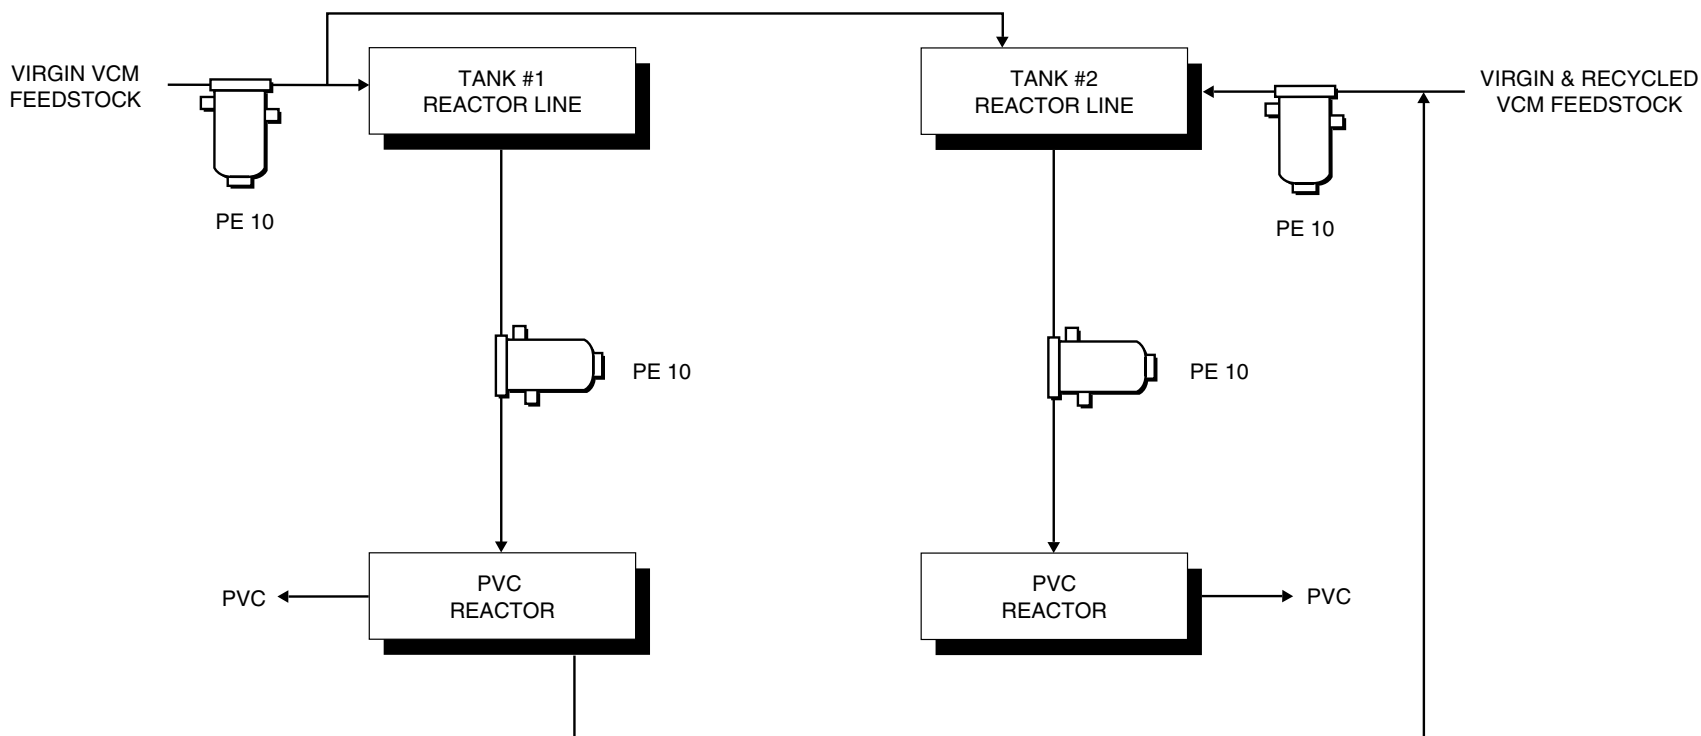 VIRGIN VCM
FEEDSTOCK
TANK #1
REACTOR LINE
TANK #2
REACTOR LINE
VIRGIN & RECYCLED
VCM FEEDSTOCK
PE 10
PE 10
PE 10
PE 10
PVC
PVC
REACTOR
PVC
REACTOR
PVC